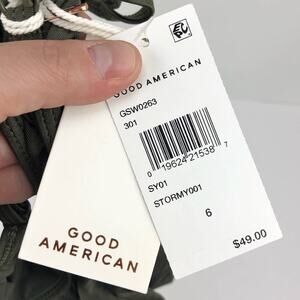 GOOD AMERICAN
GSW0263
301
0 19624 21538 7
SY01
STORMY001
6
$49.00
GOOD
AMERICAN